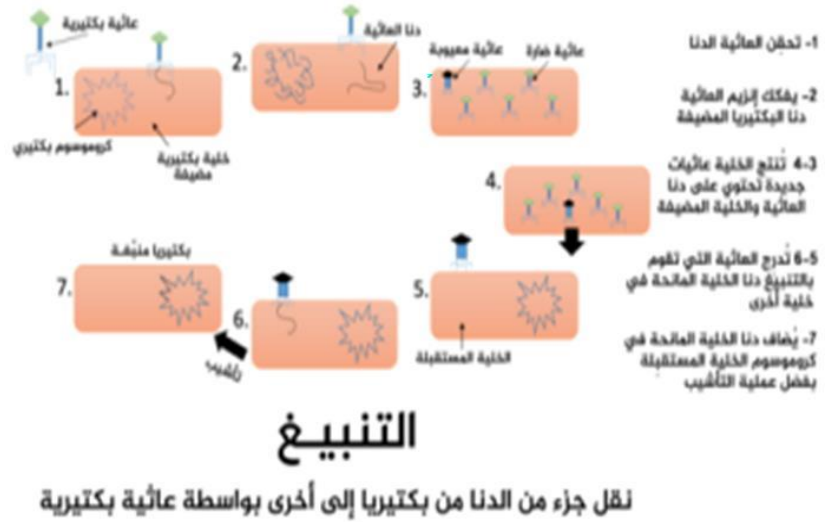 عاثية بكتيرية
1.
كروموسوم بكتيري
خلية بكتيرية
مضيفة
2.
دنا العاثية
3.
عاثية معيوبة
عاثية ضارة
4.
5.
الخلية المستقبلة
6.
تأشيب
7.
بكتيريا منبّغة
1- تحقن العاثية الدنا
2- يفكك إنزيم العاثية
دنا البكتيريا المضيفة
3-4 تُنتج الخلية عاثيات
جديدة تحتوي على دنا
العاثية والخلية المضيفة
5-6 تُدرج العاثية التي تقوم
بالتنبيغ دنا الخلية المانحة في
خلية أخرى
7- يُضاف دنا الخلية المانحة في
كروموسوم الخلية المستقبلة
بفضل عملية التأشيب
التنبيغ
نقل جزء من الدنا من بكتيريا إلى أخرى بواسطة عاثية بكتيرية